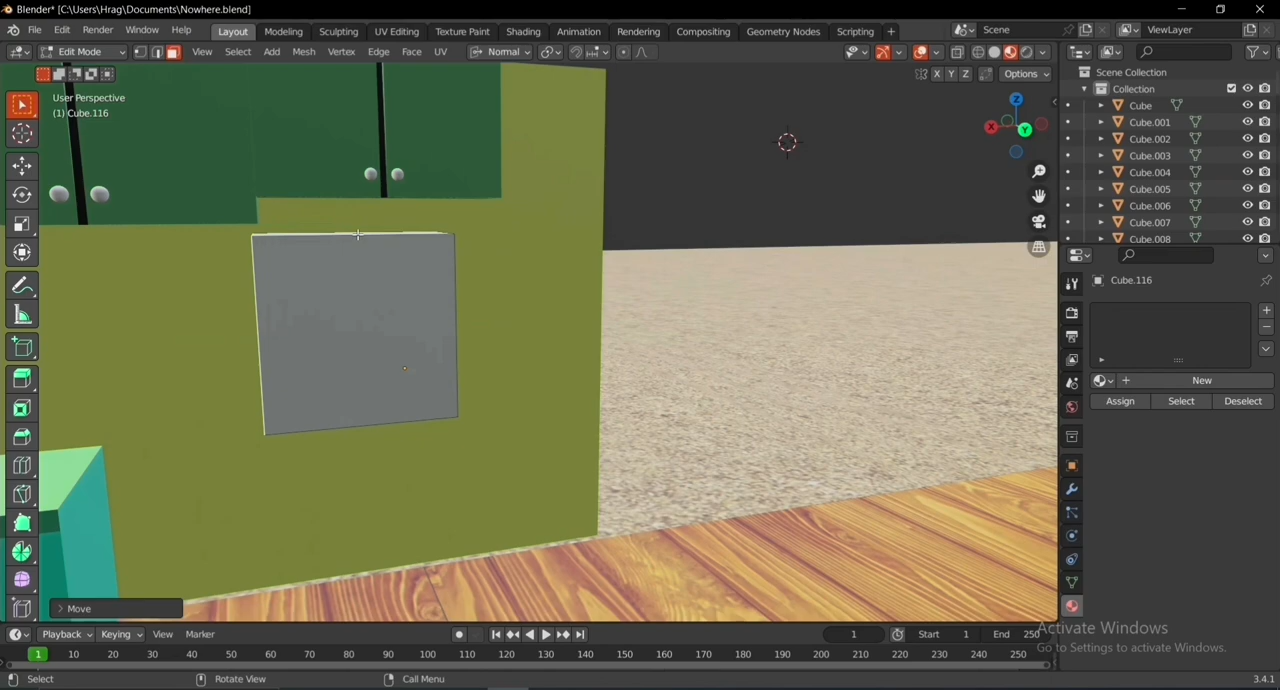 Blender* [C:\Users\Hrag\Documents\Nowhere.blend]
File Edit Render Window Help Layout Modeling Sculpting UV Editing Texture Paint Shading Animation Rendering Compositing Geometry Nodes Scripting + Scene ViewLayer
Edit Mode View Select Add Mesh Vertex Edge Face UV Normal
X Y Z Options
User Perspective
(1) Cube.116
Z
X
Y
Scene Collection
Collection
Cube
Cube.001
Cube.002
Cube.003
Cube.004
Cube.005
Cube.006
Cube.007
Cube.008
Cube.116
New
Assign Select Deselect
> Move
Playback Keying View Marker 1 Start 1 End 250
1 10 20 30 40 50 60 70 80 90 100 110 120 130 140 150 160 170 180 190 200 210 220 230 240 250
Activate Windows
Go to Settings to activate Windows.
Select Rotate View Call Menu 3.4.1